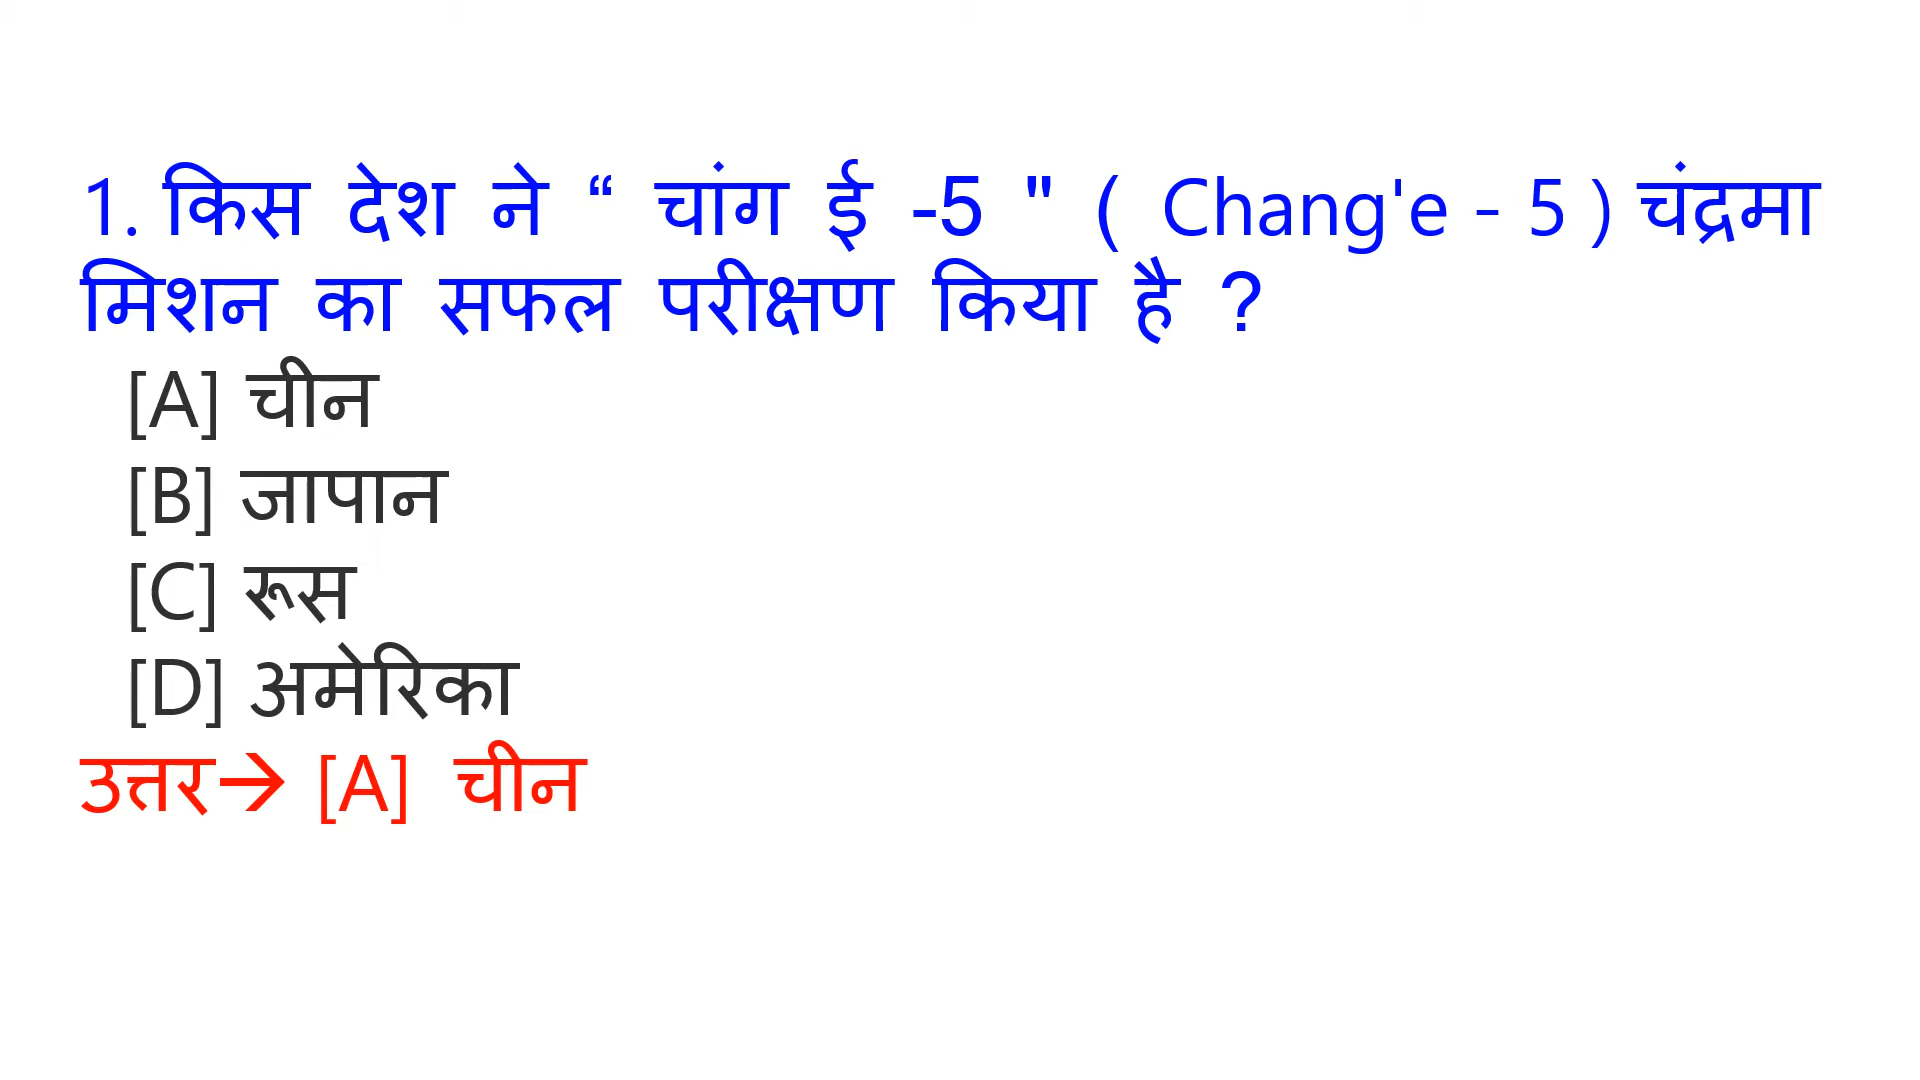 1. किस देश ने “ चांग ई -5 " ( Chang'e - 5 ) चंद्रमा
मिशन का सफल परीक्षण किया है ?
[A] चीन
[B] जापान
[C] रूस
[D] अमेरिका
उत्तर→ [A] चीन